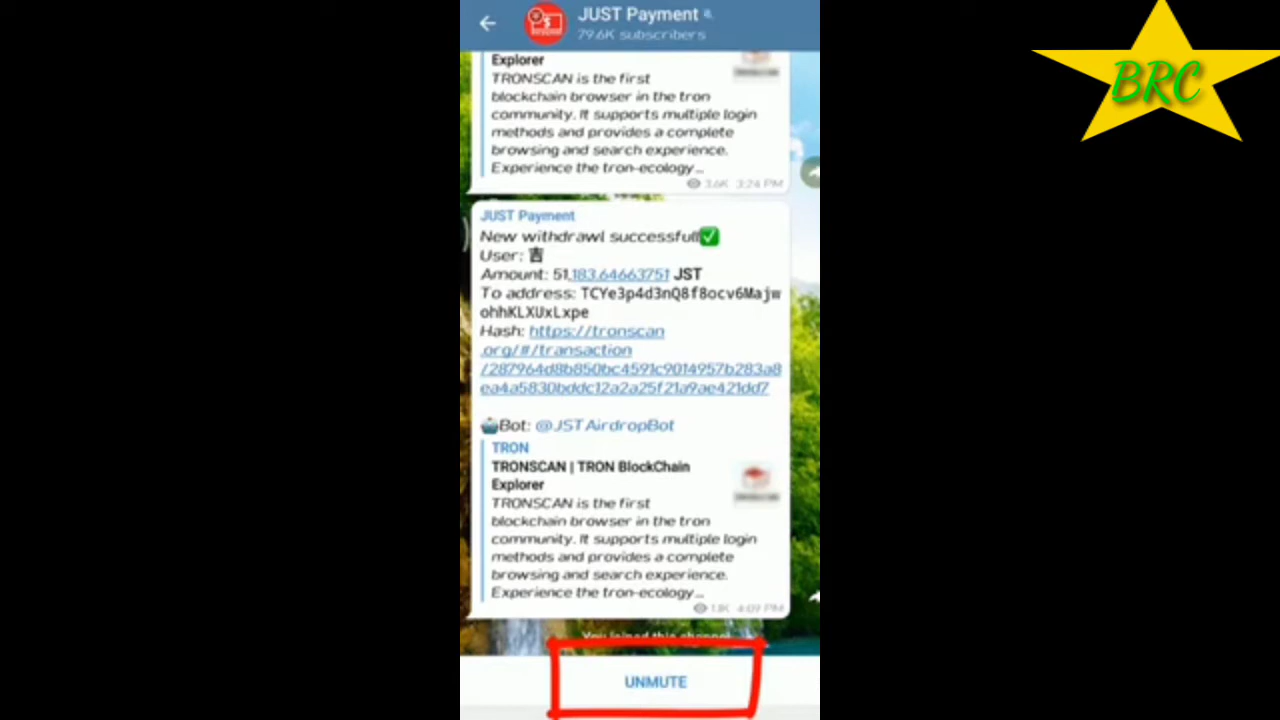 JUST Payment
79.6K subscribers
BRC
Explorer
TRONSCAN is the first
blockchain browser in the tron
community. It supports multiple login
methods and provides a complete
browsing and search experience.
Experience the tron-ecology...
3.6K 3:24 PM
JUST Payment
New withdrawl successfull✅
User: 吉
Amount: 51,183.64663751 JST
To address: TCYe3p4d3nQ8f8ocv6Majw
ohhKLXUxLxpe
Hash: https://tronscan
.org/#/transaction
/287964d8b850bc4591c9014957b283a8
ea4a5830bddc12a2a25f21a9ae421dd7
🤖Bot: @JSTAirdropBot
TRON
TRONSCAN | TRON BlockChain
Explorer
TRONSCAN is the first
blockchain browser in the tron
community. It supports multiple login
methods and provides a complete
browsing and search experience.
Experience the tron-ecology...
1.1K 4:09 PM
You joined this channel
UNMUTE